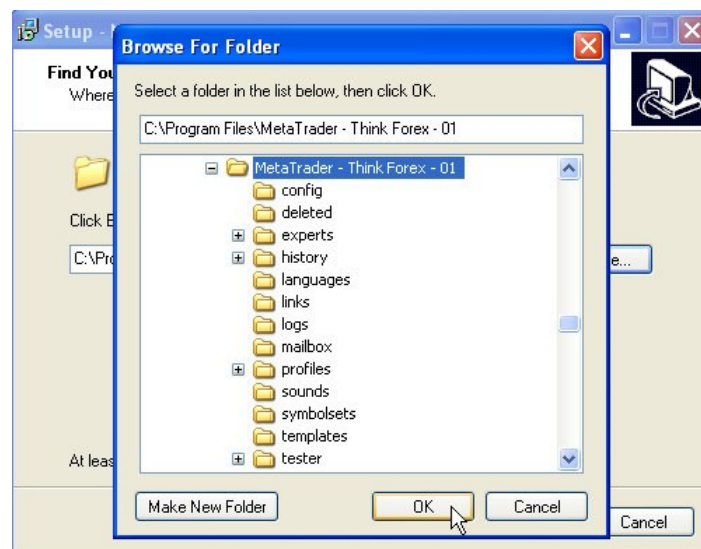 Setup -
Browse For Folder
Find You
Where
Select a folder in the list below, then click OK.
C:\Program Files\MetaTrader - Think Forex - 01
MetaTrader - Think Forex - 01
config
deleted
experts
history
languages
links
logs
mailbox
profiles
sounds
symbolsets
templates
tester
Click
C:\Pro
e...
At leas
Make New Folder
OK
Cancel
Cancel